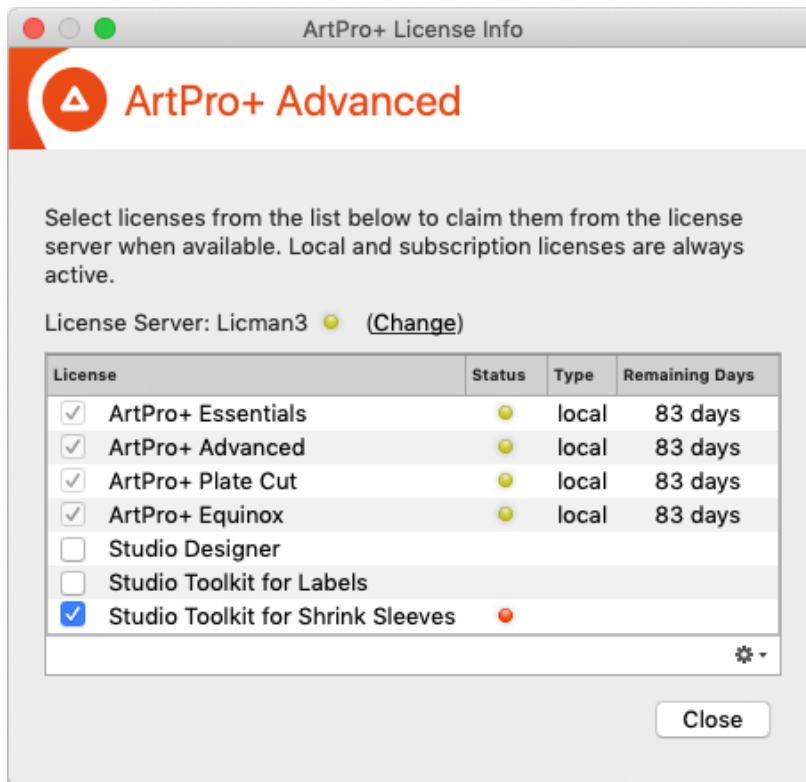 ArtPro+ License Info
ArtPro+ Advanced
Select licenses from the list below to claim them from the license
server when available. Local and subscription licenses are always
active.
License Server: Licman3 (Change)
License Status Type Remaining Days
ArtPro+ Essentials local 83 days
ArtPro+ Advanced local 83 days
ArtPro+ Plate Cut local 83 days
ArtPro+ Equinox local 83 days
Studio Designer
Studio Toolkit for Labels
Studio Toolkit for Shrink Sleeves
Close